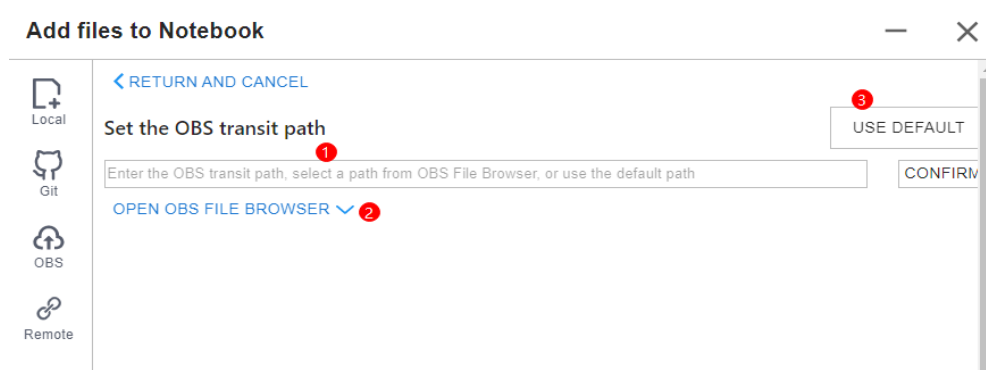 Add files to Notebook
RETURN AND CANCEL
Local
3
Set the OBS transit path
USE DEFAULT
1
Enter the OBS transit path, select a path from OBS File Browser, or use the default path
CONFIRM
Git
OPEN OBS FILE BROWSER
2
OBS
Remote